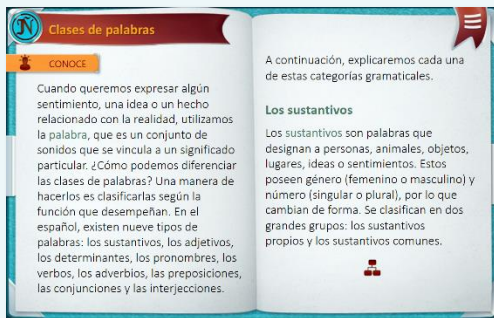 Ñ
Clases de palabras
CONOCE
Cuando queremos expresar algún
sentimiento, una idea o un hecho
relacionado con la realidad, utilizamos
la palabra, que es un conjunto de
sonidos que se vincula a un significado
particular. ¿Cómo podemos diferenciar
las clases de palabras? Una manera de
hacerlos es clasificarlas según la
función que desempeñan. En el
español, existen nueve tipos de
palabras: los sustantivos, los adjetivos,
los determinantes, los pronombres, los
verbos, los adverbios, las preposiciones,
las conjunciones y las interjecciones.
A continuación, explicaremos cada una
de estas categorías gramaticales.
Los sustantivos
Los sustantivos son palabras que
designan a personas, animales, objetos,
lugares, ideas o sentimientos. Estos
poseen género (femenino o masculino) y
número (singular o plural), por lo que
cambian de forma. Se clasifican en dos
grandes grupos: los sustantivos
propios y los sustantivos comunes.